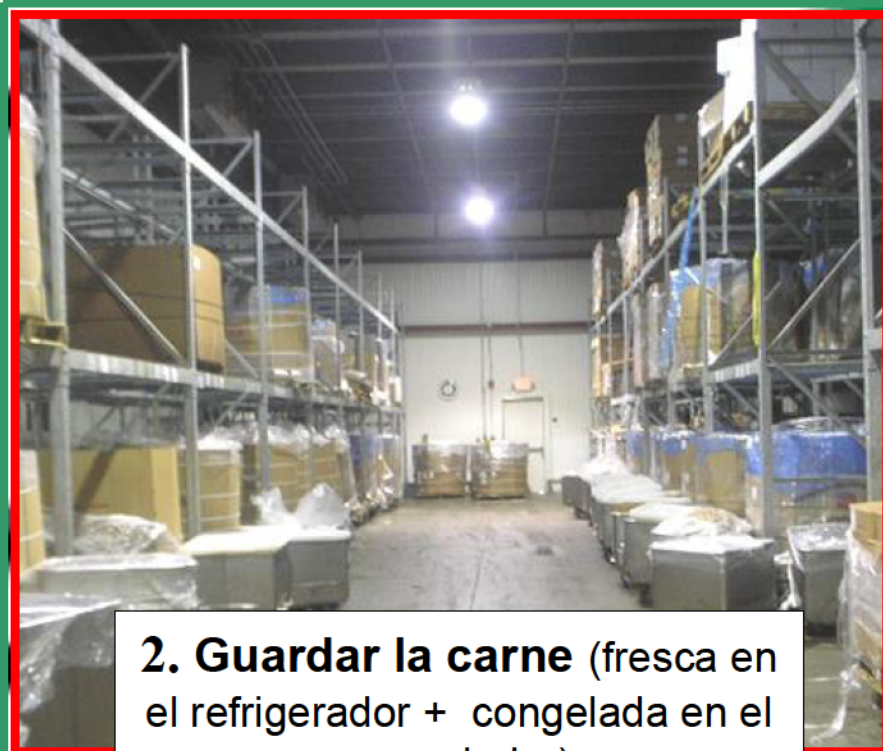 2. Guardar la carne (fresca en
el refrigerador + congelada en el